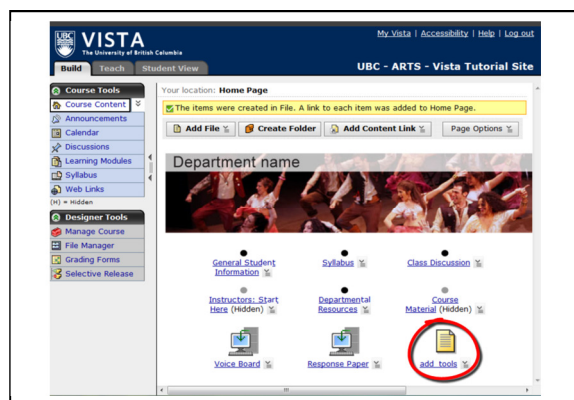 UBC
VISTA
The University of British Columbia
My Vista | Accessibility | Help | Log out
Build Teach Student View
UBC - ARTS - Vista Tutorial Site
Course Tools
Course Content
Announcements
Calendar
Discussions
Learning Modules
Syllabus
Web Links
(H) = Hidden
Designer Tools
Manage Course
File Manager
Grading Forms
Selective Release
Your location: Home Page
The items were created in File. A link to each item was added to Home Page.
Add File Create Folder Add Content Link Page Options
Department name
General Student
Information
Syllabus
Class Discussion
Instructors: Start
Here (Hidden)
Departmental
Resources
Course
Material (Hidden)
Voice Board
Response Paper
add_tools